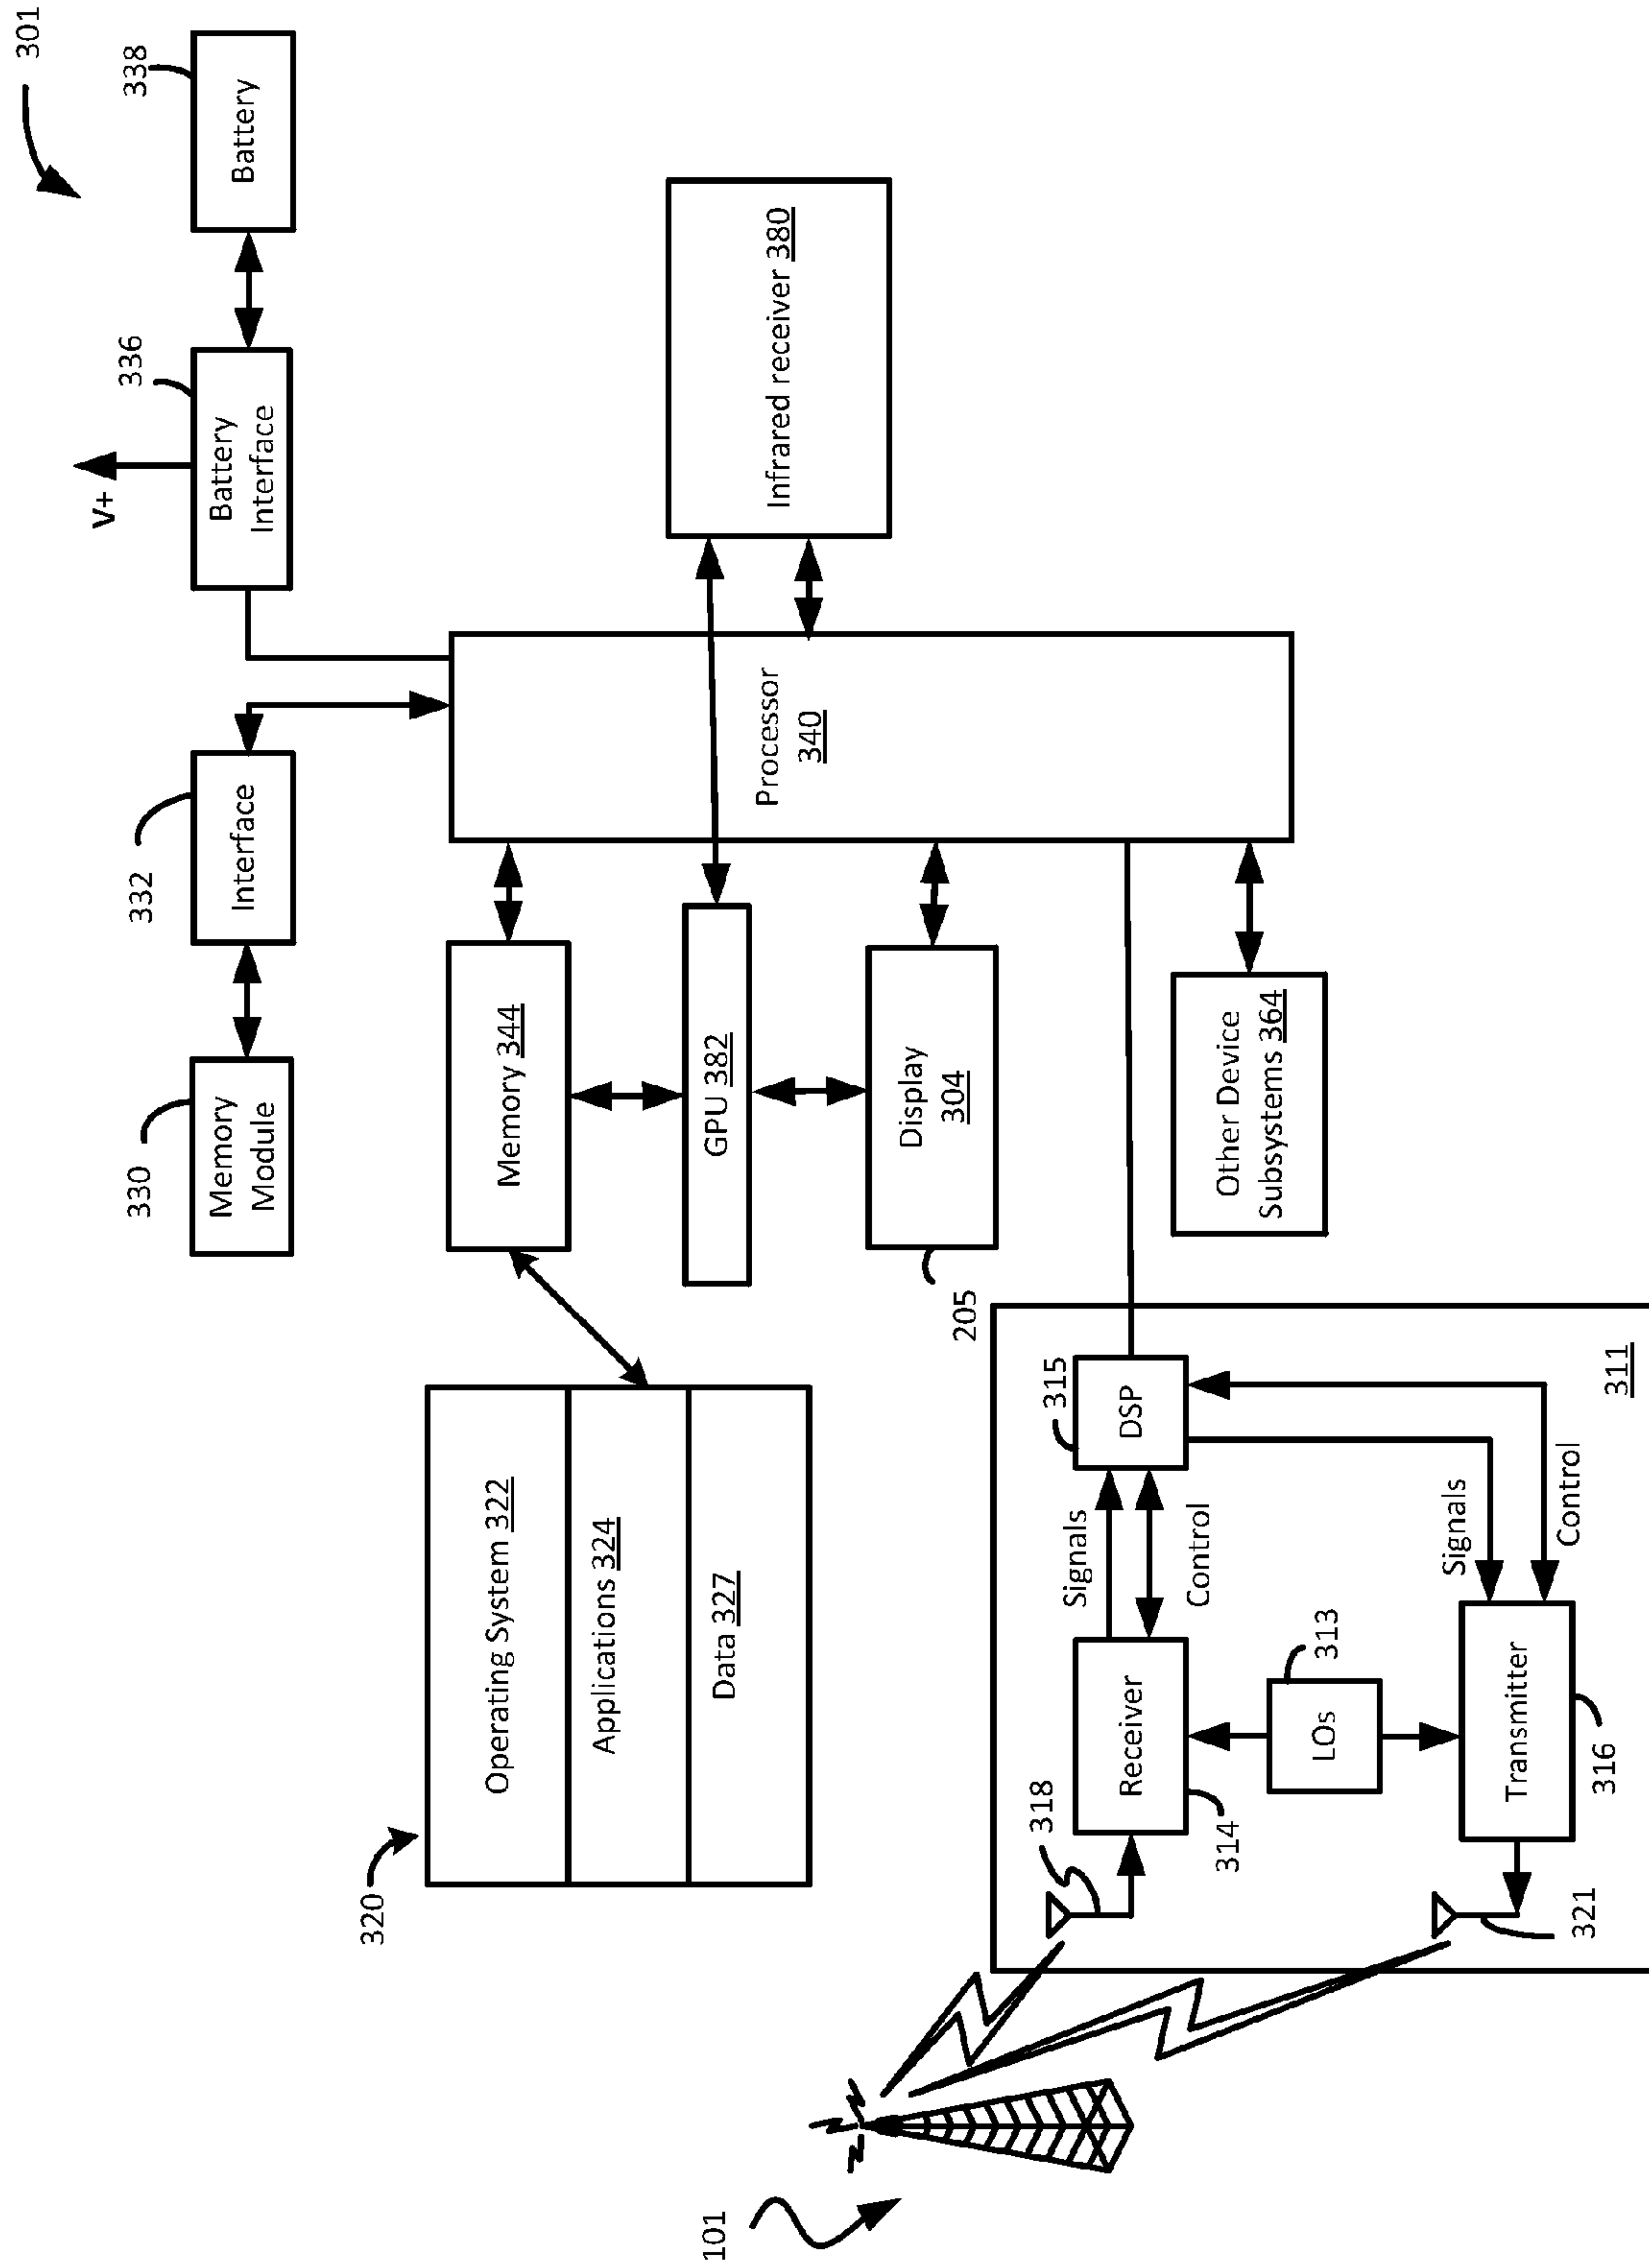 301
338
Battery
336
Battery
Interface
V+
332
Interface
330
Memory
Module
Infrared receiver 380
Processor
340
Memory 344
GPU 382
Display
304
205
Other Device
Subsystems 364
320
Operating System 322
Applications 324
Data 327
311
315
DSP
Signals
Control
Signals
Control
318
Receiver
314
313
LOs
Transmitter
316
321
101